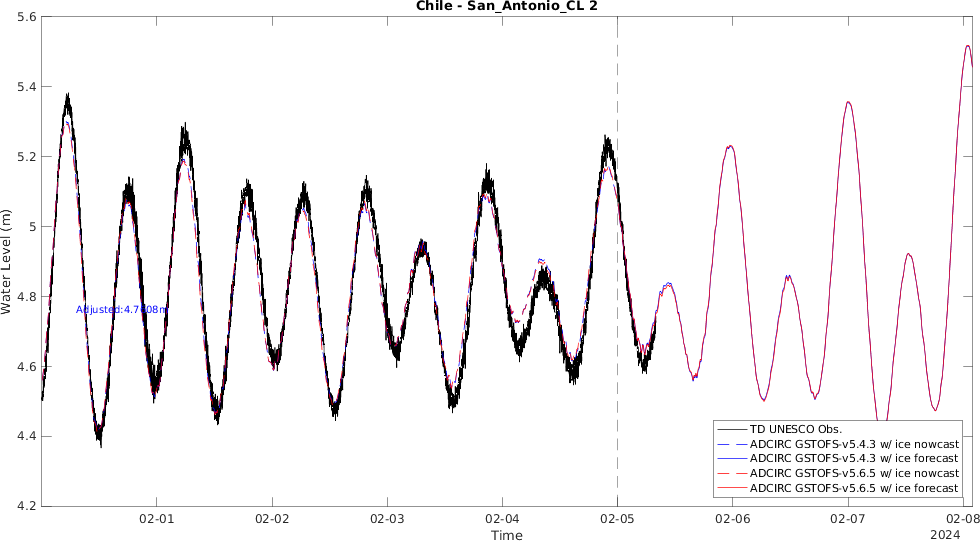 Chile - San_Antonio_CL 2
5.6
5.4
5.2
5
4.8
4.6
4.4
4.2
Water Level (m)
Adjusted:4.7608m
TD UNESCO Obs.
ADCIRC GSTOFS-v5.4.3 w/ ice nowcast
ADCIRC GSTOFS-v5.4.3 w/ ice forecast
ADCIRC GSTOFS-v5.6.5 w/ ice nowcast
ADCIRC GSTOFS-v5.6.5 w/ ice forecast
02-01 02-02 02-03 02-04 02-05 02-06 02-07 02-08
Time
2024